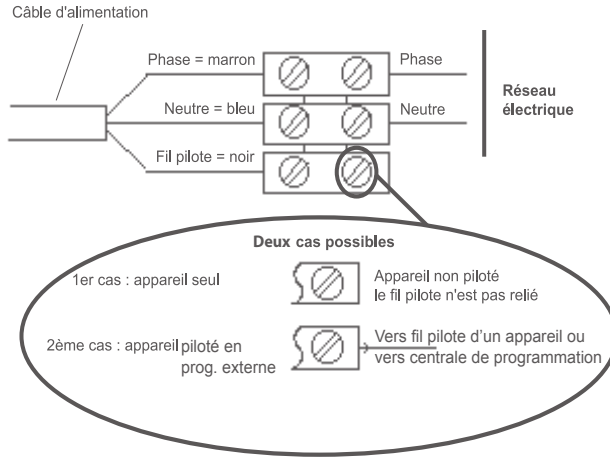 Câble d'alimentation
Phase = marron
Phase
Neutre = bleu
Neutre
Réseau
électrique
Fil pilote = noir
Deux cas possibles
1er cas : appareil seul
Appareil non piloté
le fil pilote n'est pas relié
2ème cas : appareil piloté en
prog. externe
Vers fil pilote d'un appareil ou
vers centrale de programmation